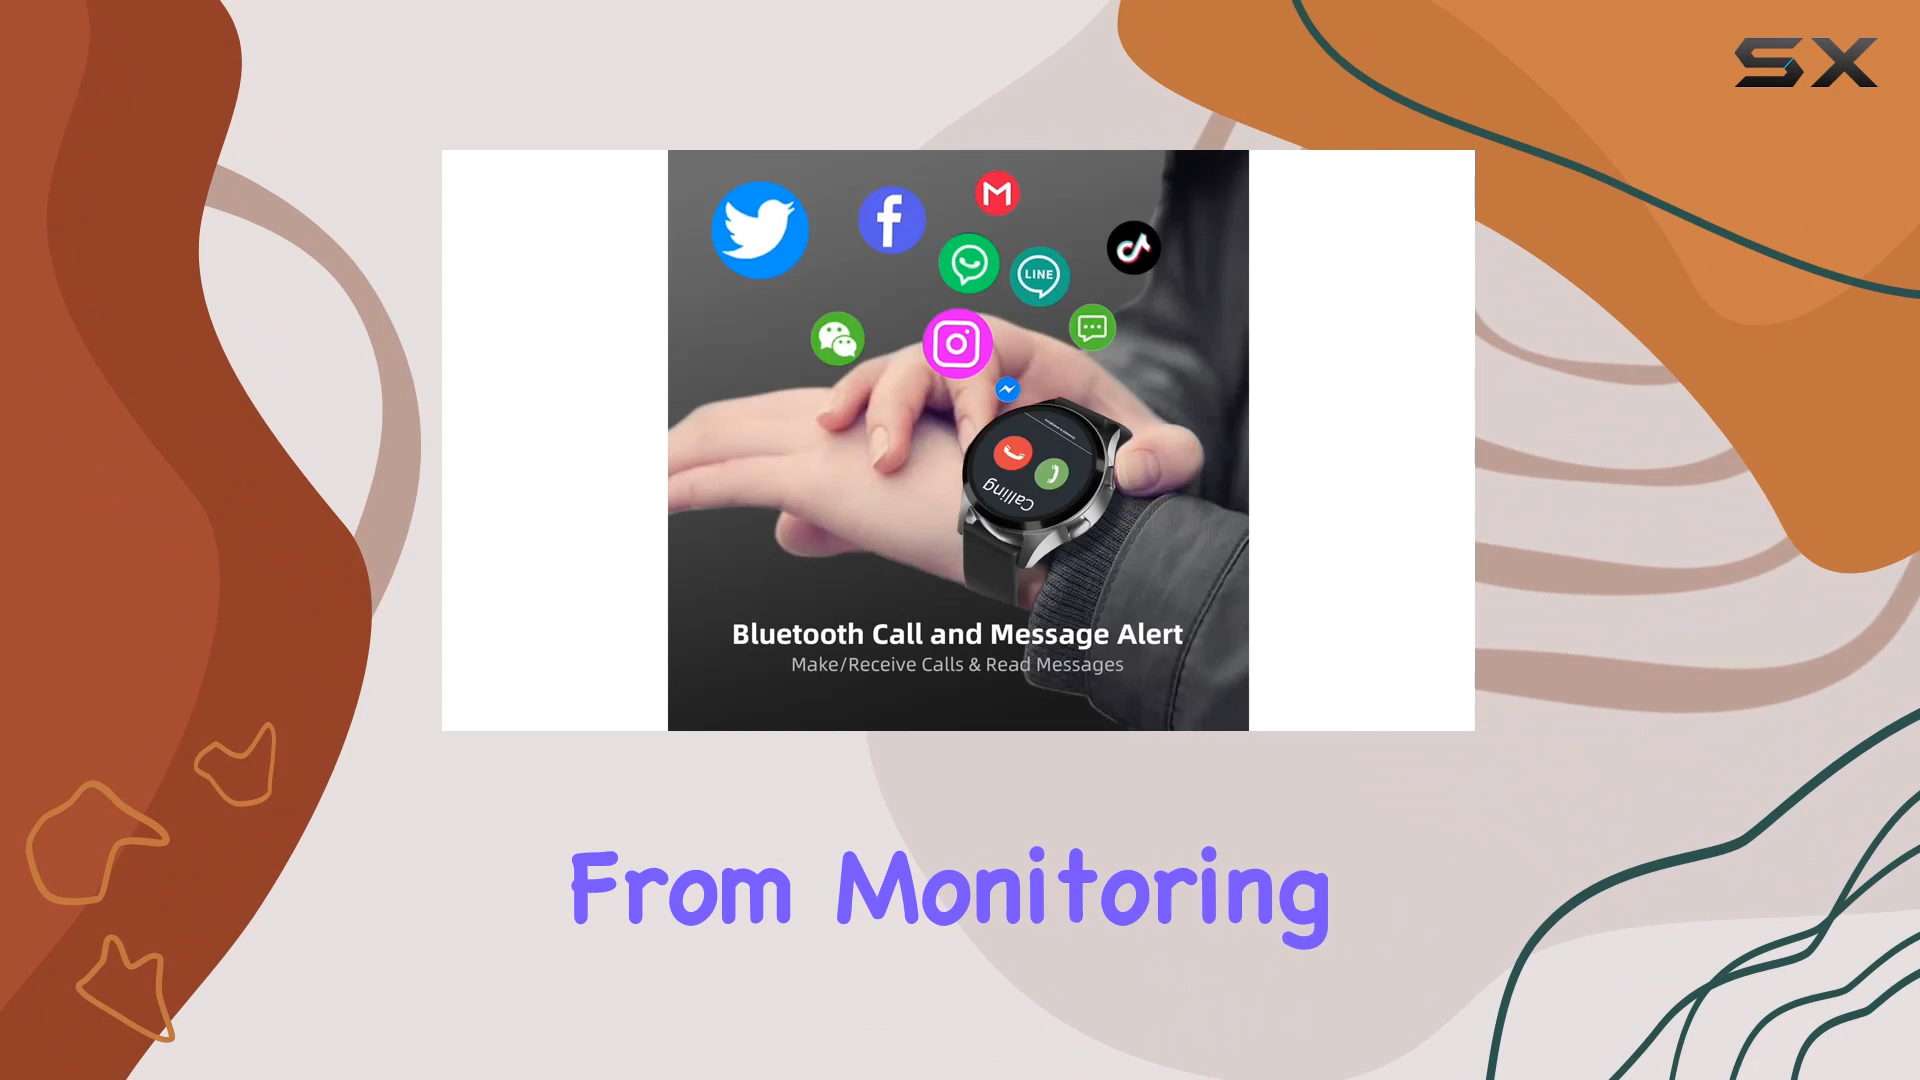 SX
LINE
Calling
Bluetooth Call and Message Alert
Make/Receive Calls & Read Messages
From Monitoring